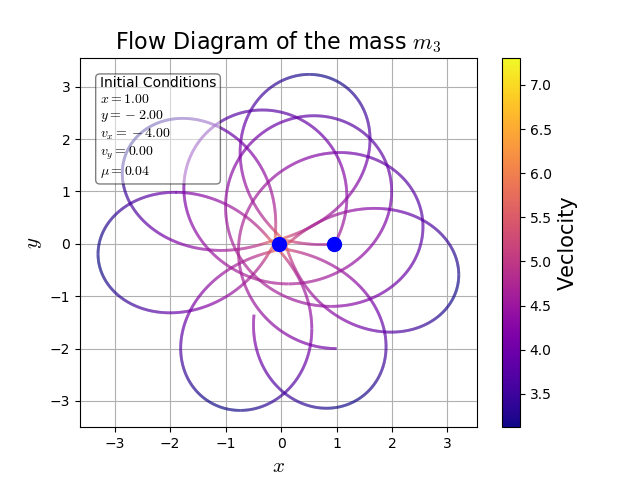 Flow Diagram of the mass m₃
Initial Conditions
x = 1.00
y = −2.00
vₓ = −4.00
v_y = 0.00
μ = 0.04
3
2
1
0
−1
−2
−3
y
−3 −2 −1 0 1 2 3
x
7.0
6.5
6.0
5.5
5.0
4.5
4.0
3.5
Veclocity